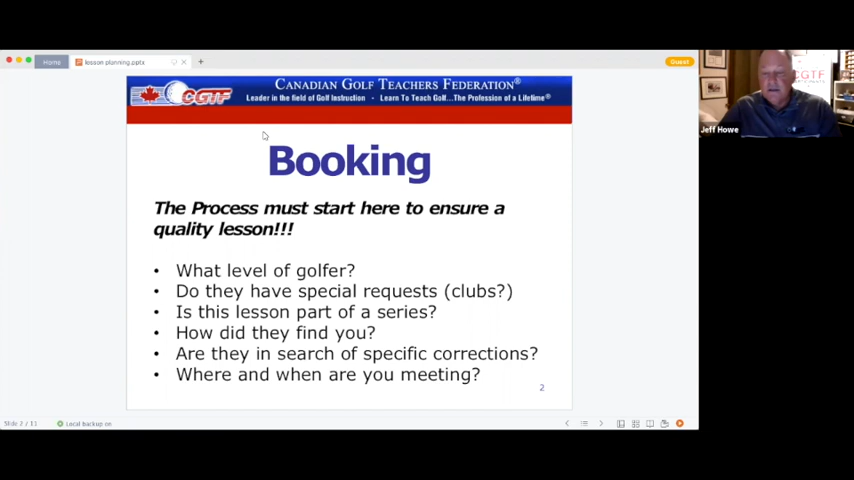 Home
lesson planning.pptx
Guest
CANADIAN GOLF TEACHERS FEDERATION®
Leader in the field of Golf Instruction - Learn To Teach Golf...The Profession of a Lifetime®
CGTF
CGTF
Jeff Howe
Booking
The Process must start here to ensure a
quality lesson!!!
• What level of golfer?
• Do they have special requests (clubs?)
• Is this lesson part of a series?
• How did they find you?
• Are they in search of specific corrections?
• Where and when are you meeting?
2
Slide 2 / 11
Local backup on